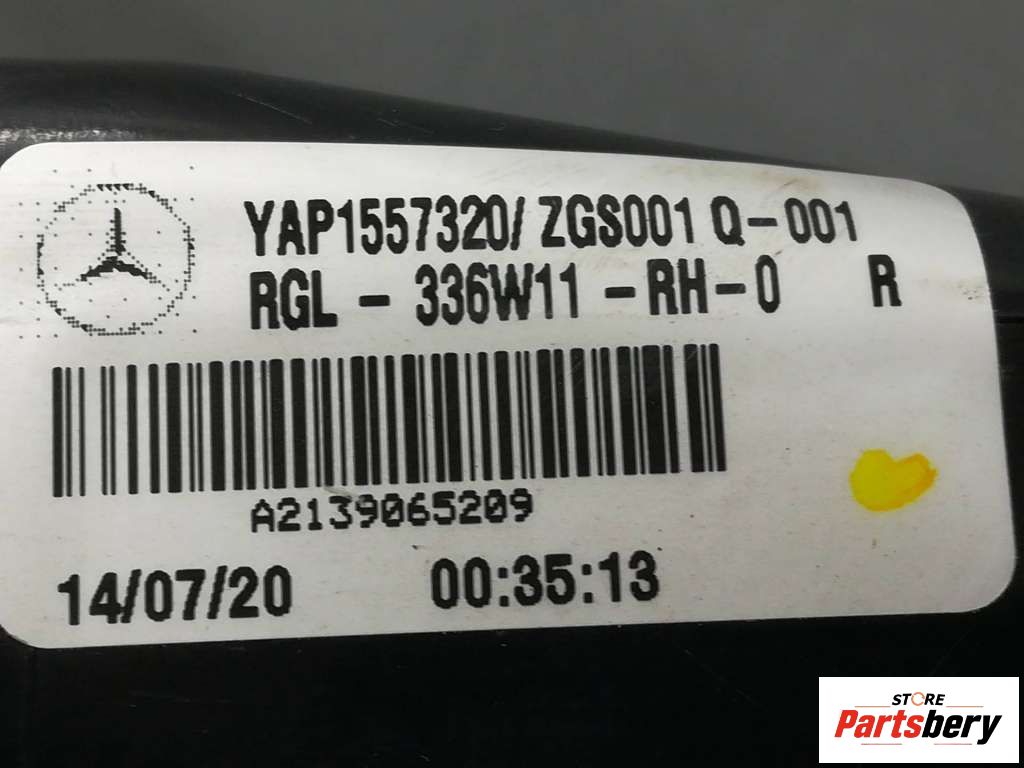 YAP1557320/ ZGS001 Q-001
RGL - 336W11 -RH-0 R
A2139065209
14/07/20 00:35:13
STORE
Partsbery